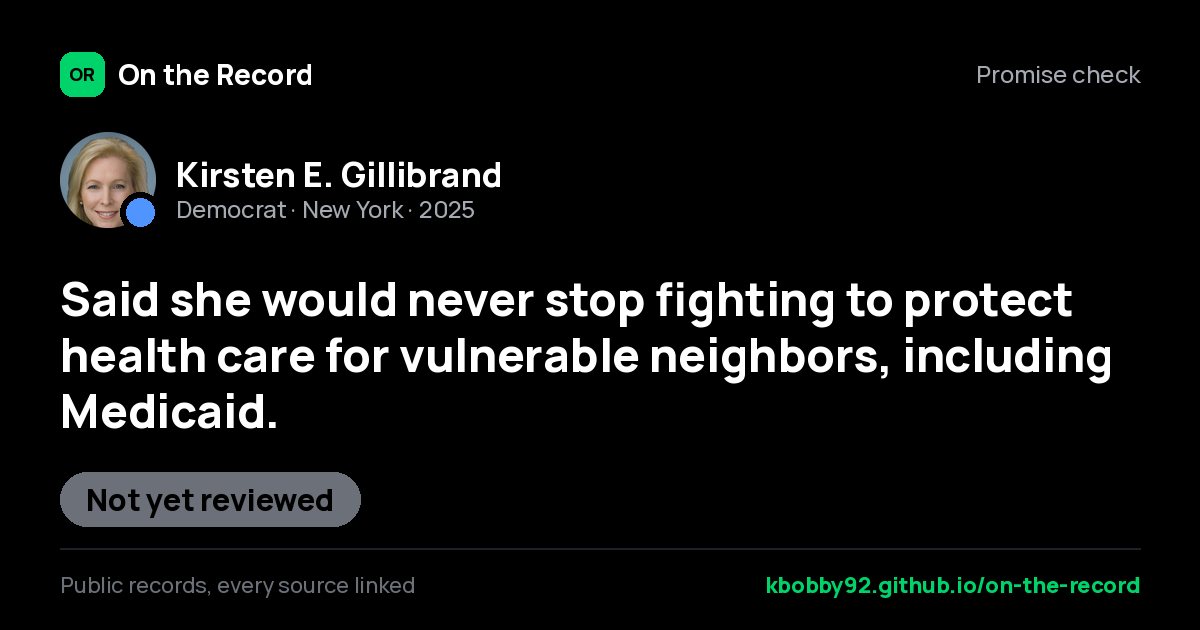 OR On the Record
Promise check
Kirsten E. Gillibrand
Democrat · New York · 2025
Said she would never stop fighting to protect
health care for vulnerable neighbors, including
Medicaid.
Not yet reviewed
Public records, every source linked
kbobby92.github.io/on-the-record